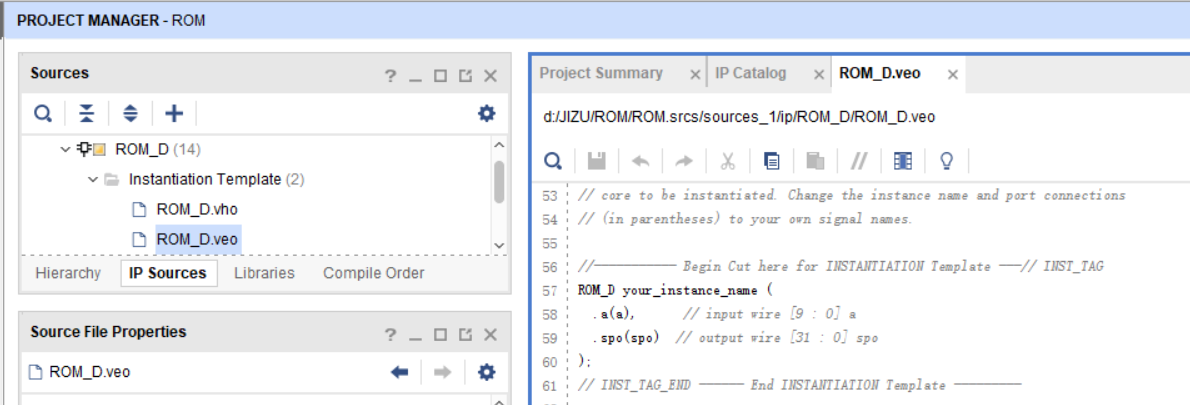 PROJECT MANAGER - ROM
Sources
ROM_D (14)
Instantiation Template (2)
ROM_D.vho
ROM_D.veo
Hierarchy IP Sources Libraries Compile Order
Source File Properties
ROM_D.veo
Project Summary IP Catalog ROM_D.veo
d:/JIZU/ROM/ROM.srcs/sources_1/ip/ROM_D/ROM_D.veo
53 // core to be instantiated. Change the instance name and port connections
54 // (in parentheses) to your own signal names.
55
56 //----------- Begin Cut here for INSTANTIATION Template ---// INST_TAG
57 ROM_D your_instance_name (
58 .a(a), // input wire [9 : 0] a
59 .spo(spo) // output wire [31 : 0] spo
60 );
61 // INST_TAG_END ------ End INSTANTIATION Template ---------